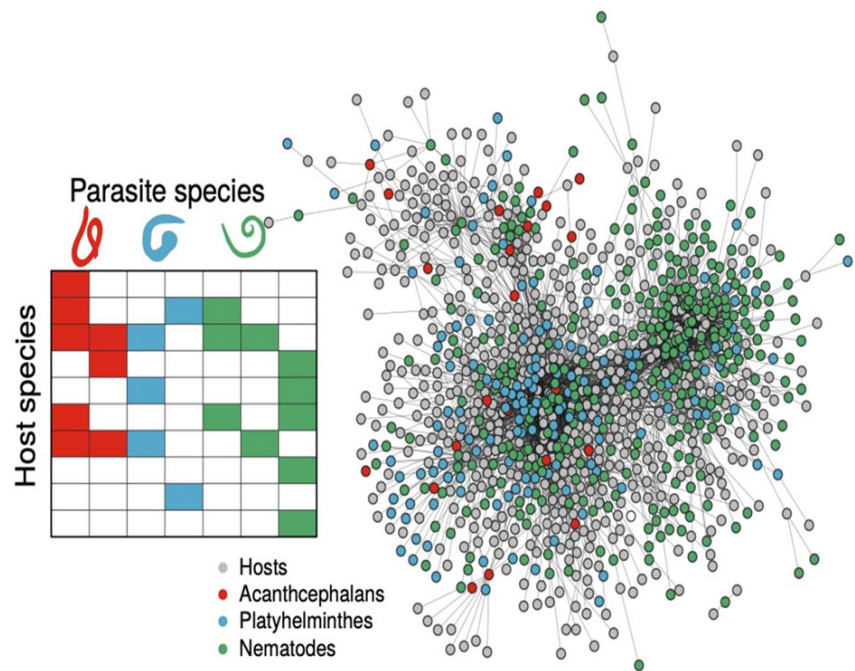 Parasite species
Host species
Hosts
Acanthcephalans
Platyhelminthes
Nematodes